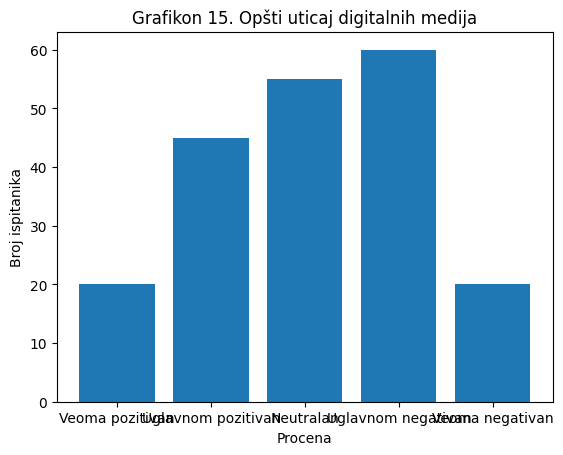 Grafikon 15. Opšti uticaj digitalnih medija
Broj ispitanika
60
50
40
30
20
10
0
Veoma pozitivan Uglavnom pozitivan Neutralan Uglavnom negativan Veoma negativan
Procena